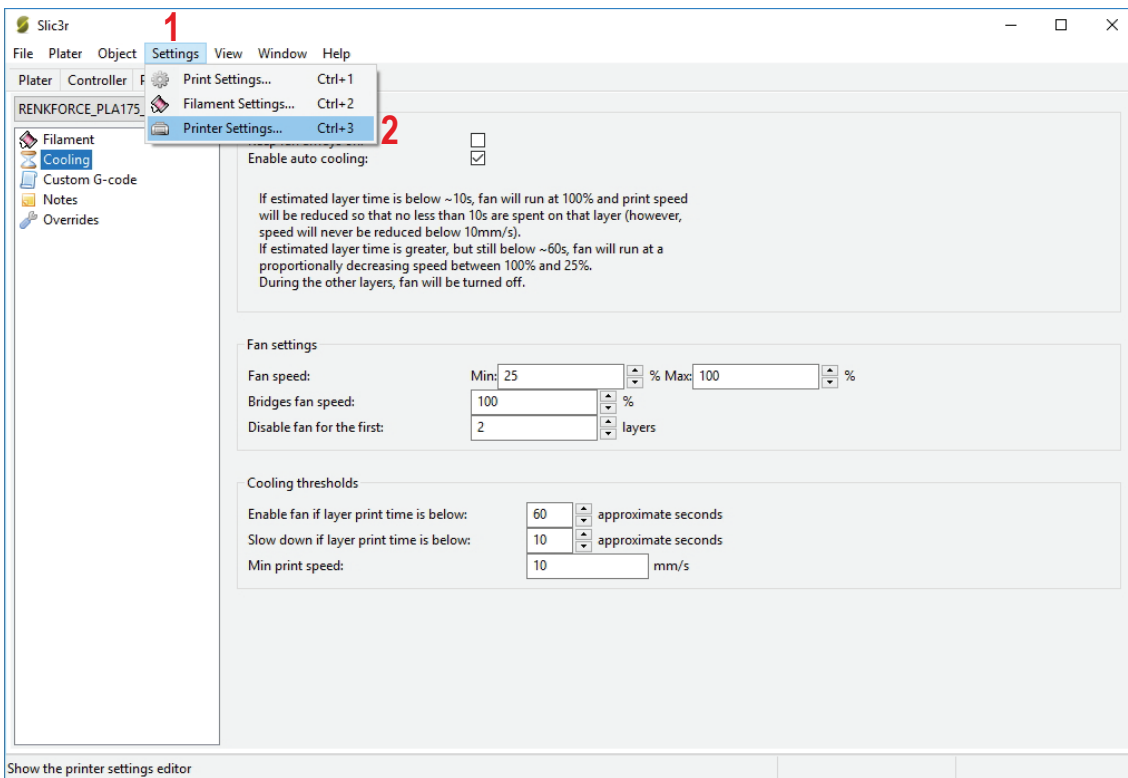 Slic3r
1
File Plater Object Settings View Window Help
Plater Controller
Print Settings... Ctrl+1
Filament Settings... Ctrl+2
Printer Settings... Ctrl+3
2
RENKFORCE_PLA175_
Filament
Cooling
Custom G-code
Notes
Overrides
Enable auto cooling:
If estimated layer time is below ~10s, fan will run at 100% and print speed
will be reduced so that no less than 10s are spent on that layer (however,
speed will never be reduced below 10mm/s).
If estimated layer time is greater, but still below ~60s, fan will run at a
proportionally decreasing speed between 100% and 25%.
During the other layers, fan will be turned off.
Fan settings
Fan speed: Min: 25 % Max: 100 %
Bridges fan speed: 100 %
Disable fan for the first: 2 layers
Cooling thresholds
Enable fan if layer print time is below: 60 approximate seconds
Slow down if layer print time is below: 10 approximate seconds
Min print speed: 10 mm/s
Show the printer settings editor